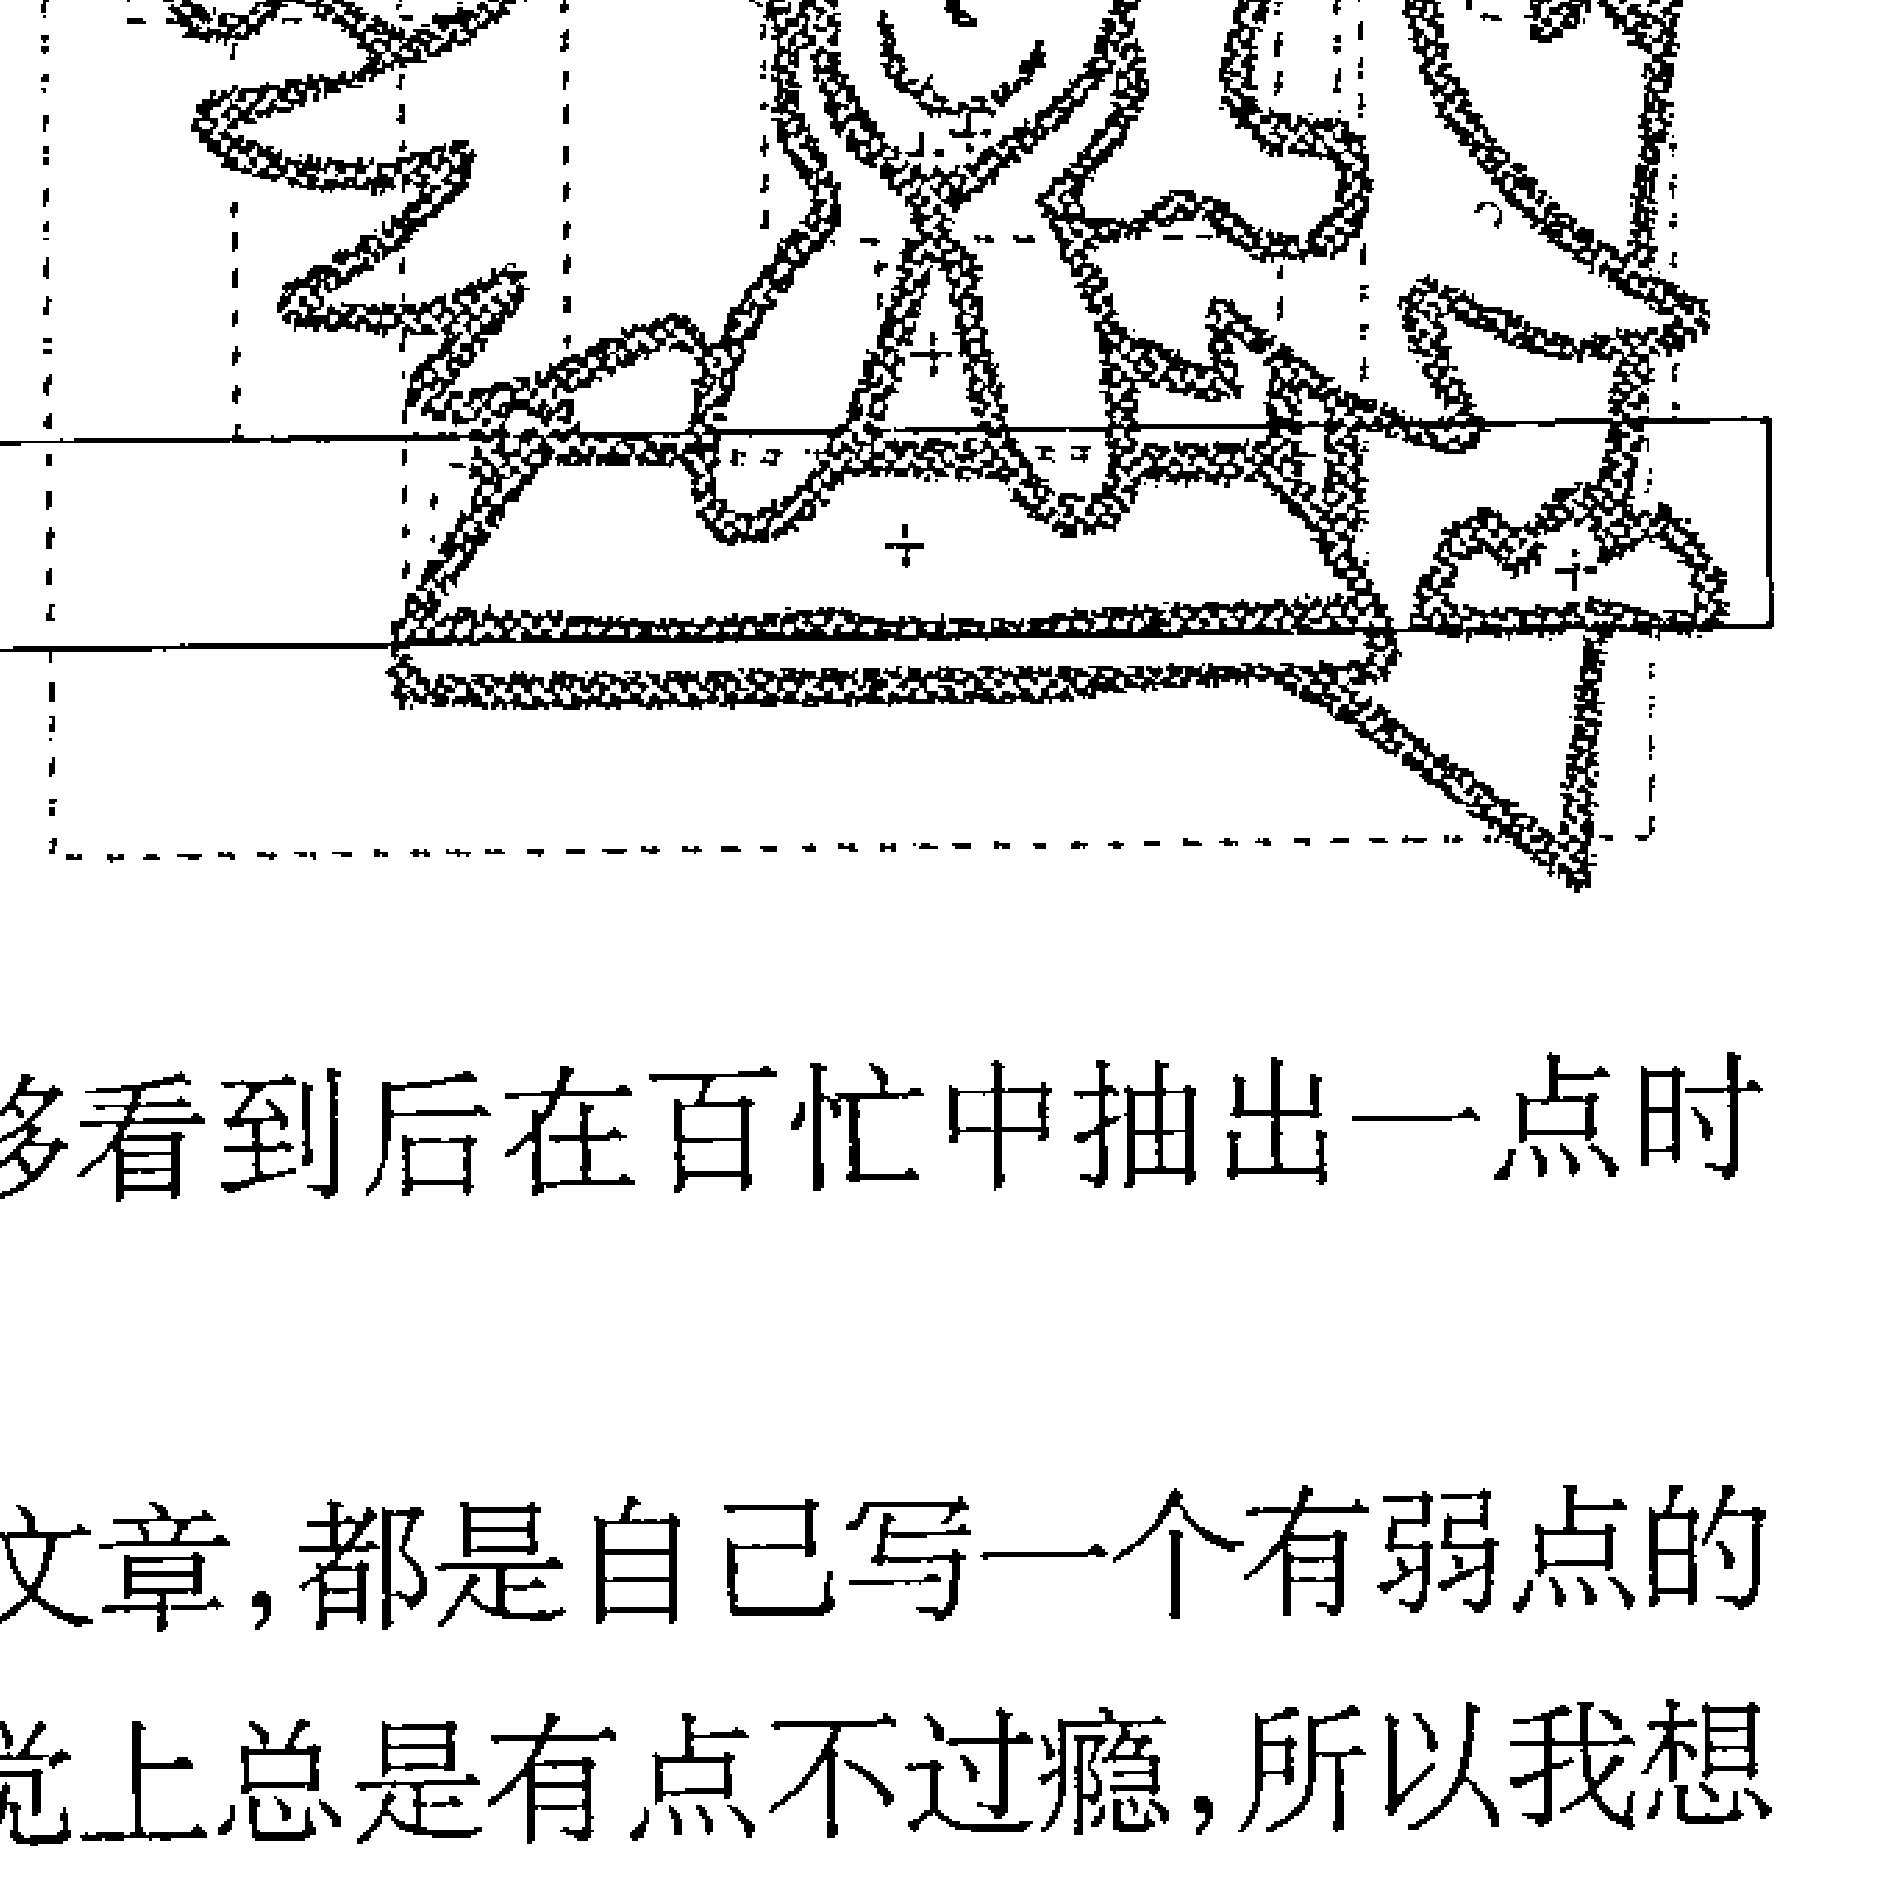 够看到后在百忙中抽出一点时
文章,都是自己写一个有弱点的
觉上总是有点不过瘾,所以我想